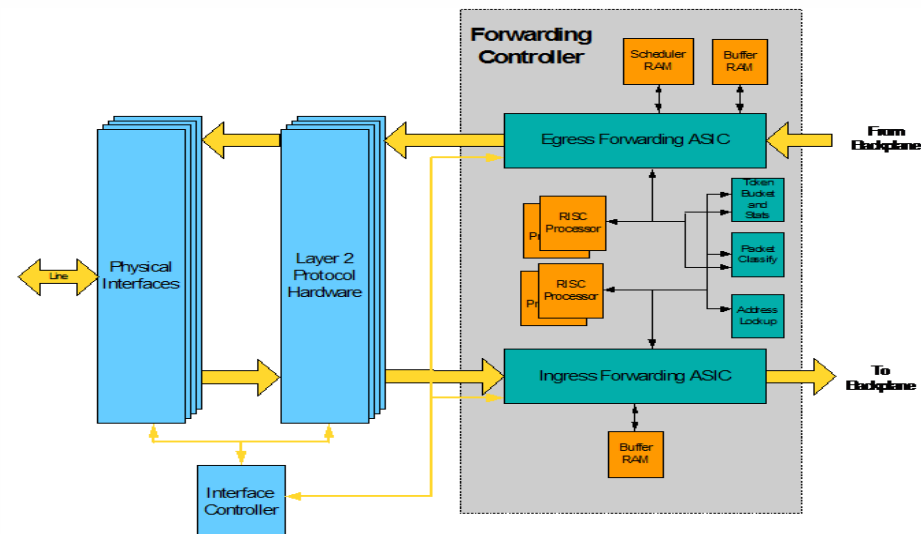 Forwarding
Controller
Scheduler
RAM
Buffer
RAM
Egress Forwarding ASIC
From
Backplane
Token
Bucket
and
Stats
RISC
Processor
Packet
Classify
Physical
Interfaces
Layer 2
Protocol
Hardware
Line
RISC
Processor
Address
Lookup
Ingress Forwarding ASIC
To
Backplane
Buffer
RAM
Interface
Controller